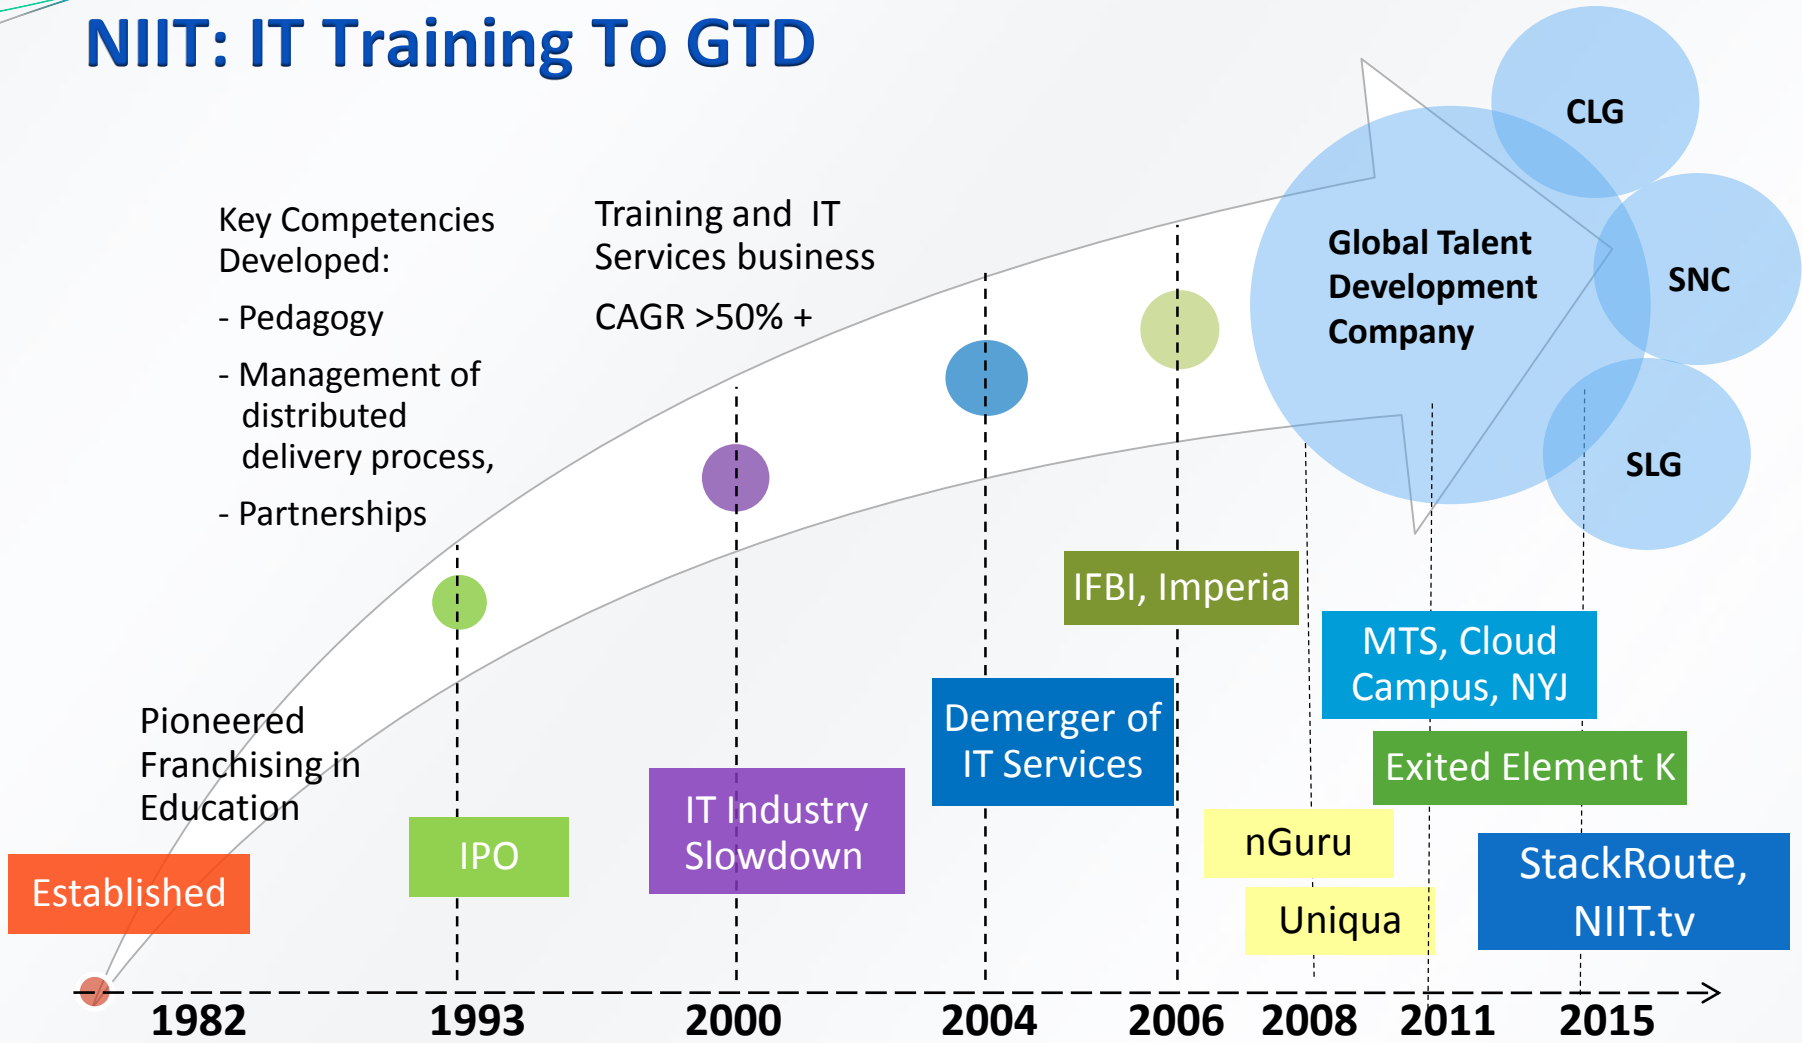 NIIT: IT Training To GTD
Key Competencies
Developed:
- Pedagogy
- Management of
distributed
delivery process,
- Partnerships
Training and IT
Services business
CAGR >50% +
Global Talent
Development
Company
CLG
SNC
SLG
Pioneered
Franchising in
Education
Established
IPO
IT Industry
Slowdown
Demerger of
IT Services
IFBI, Imperia
nGuru
Uniqua
MTS, Cloud
Campus, NYJ
Exited Element K
StackRoute,
NIIT.tv
1982
1993
2000
2004
2006
2008
2011
2015